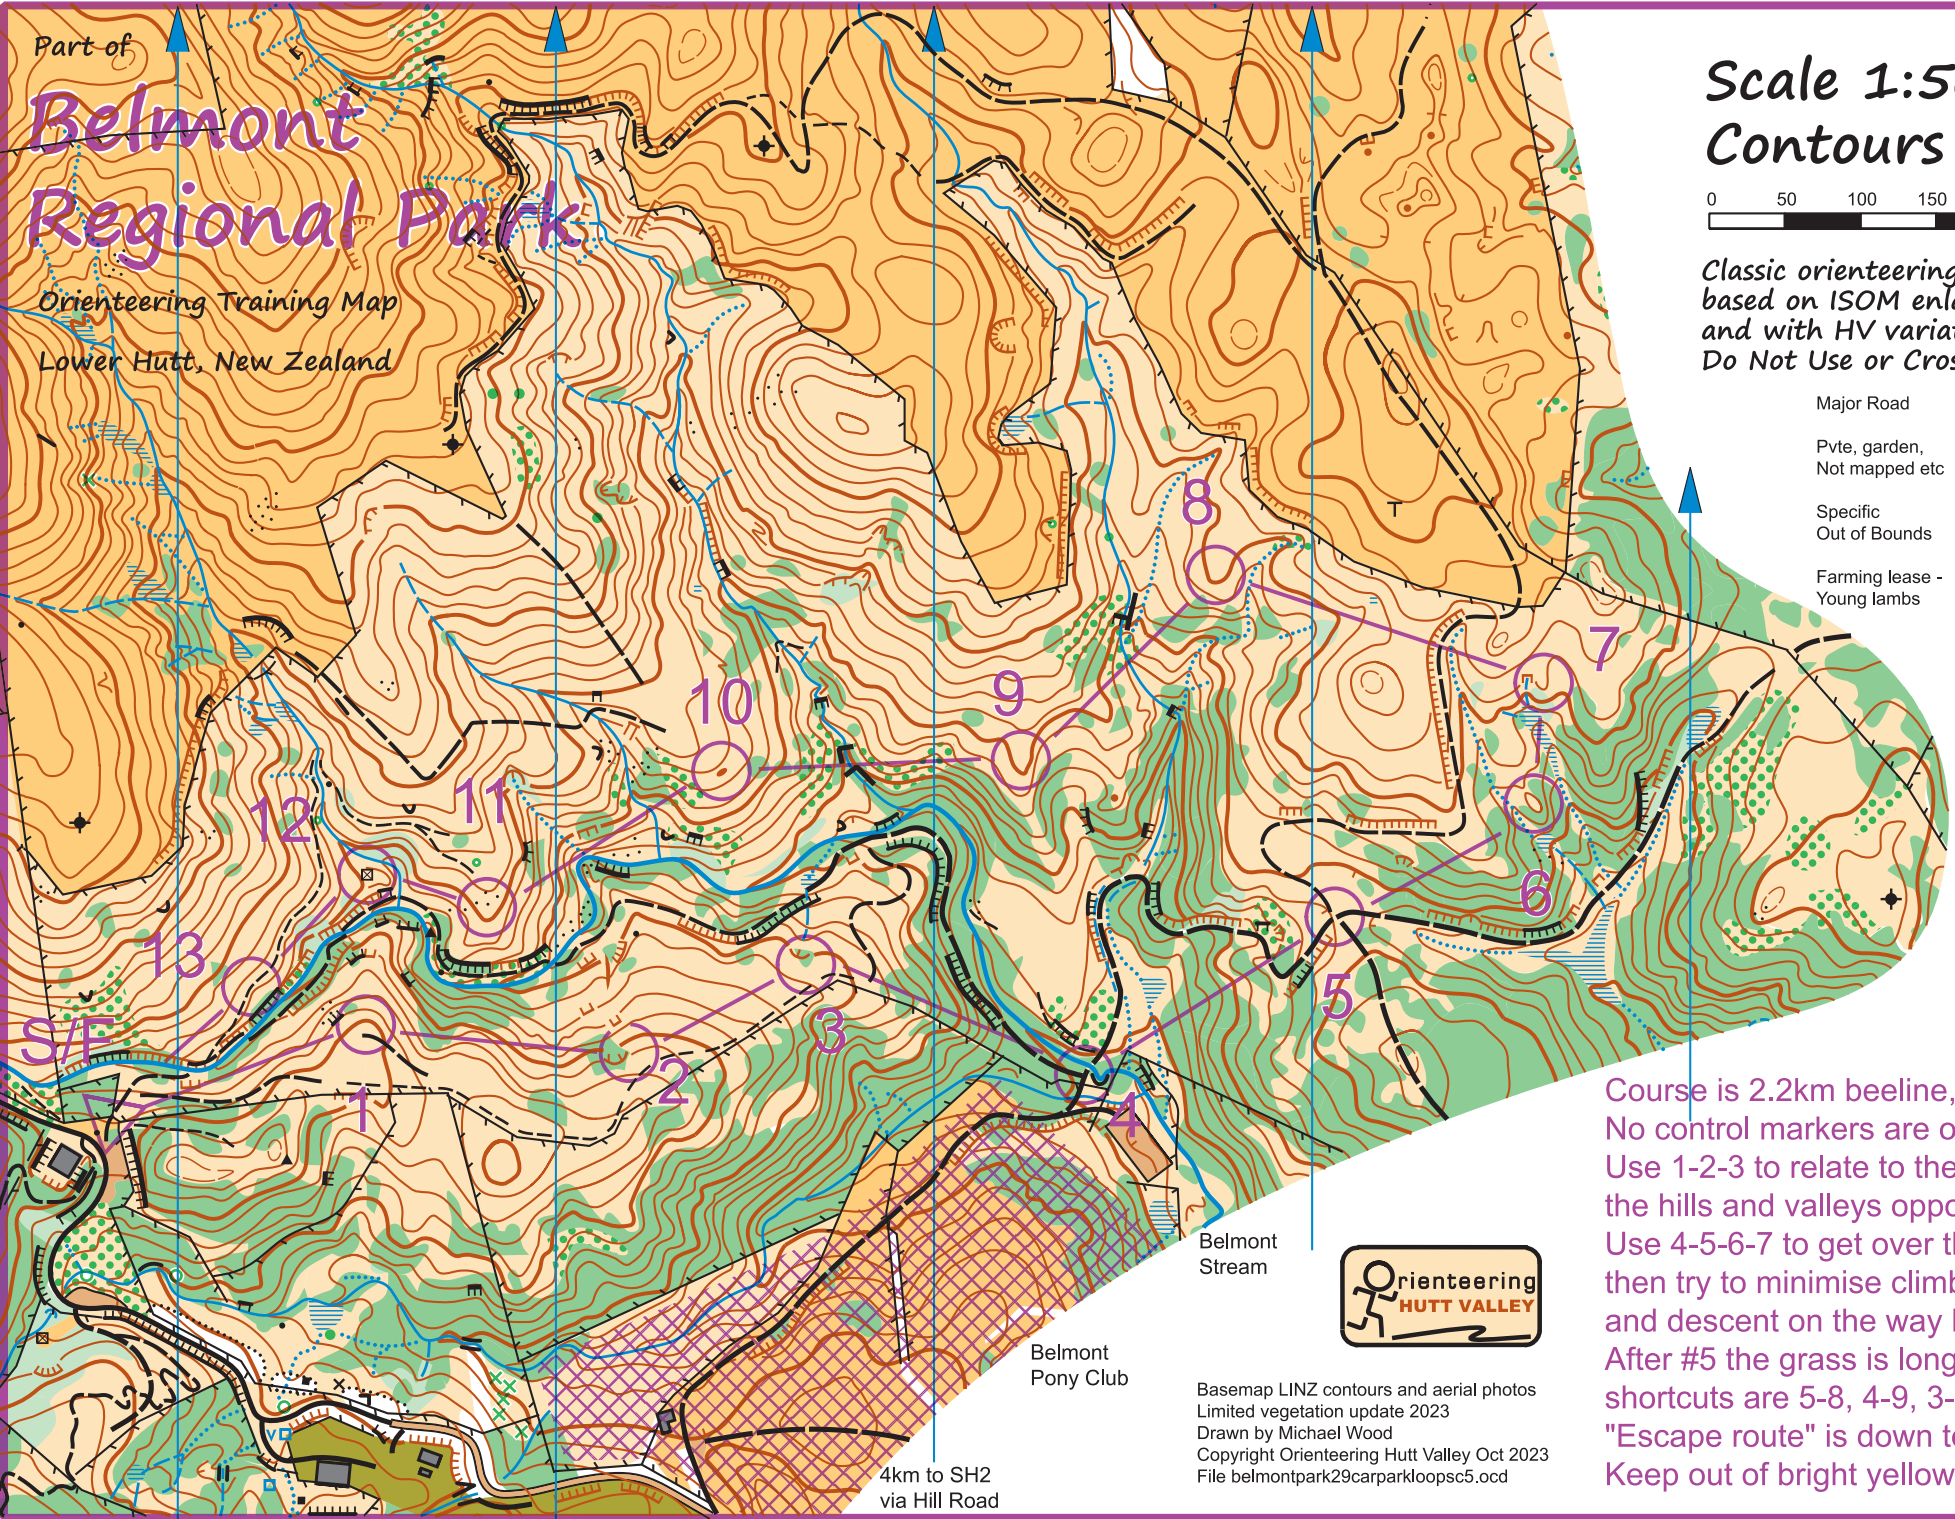 Part of
Belmont
Regional Park
Orienteering Training Map
Lower Hutt, New Zealand
Scale 1:5
Contours
0 50 100 150
Classic orienteering
based on ISOM enl
and with HV varia
Do Not Use or Cros
Major Road
Pvte, garden,
Not mapped etc
Specific
Out of Bounds
Farming lease -
Young lambs
8
7
9
10
11
12
6
13
5
S/F
3
2
1
4
Belmont
Stream
Belmont
Pony Club
4km to SH2
via Hill Road
Orienteering
HUTT VALLEY
Basemap LINZ contours and aerial photos
Limited vegetation update 2023
Drawn by Michael Wood
Copyright Orienteering Hutt Valley Oct 2023
File belmontpark29carparkloopsc5.ocd
Course is 2.2km beeline,
No control markers are o
Use 1-2-3 to relate to the
the hills and valleys oppo
Use 4-5-6-7 to get over th
then try to minimise climb
and descent on the way
After #5 the grass is long
shortcuts are 5-8, 4-9, 3-
"Escape route" is down to
Keep out of bright yellow